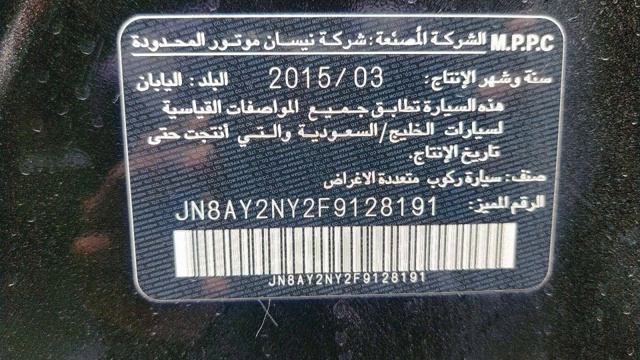 M.P.P.C الشركة المصنعة: شركة نيسان موتور المحدودة
سنة وشهر الإنتاج: 2015/03 البلد: اليابان
هذه السيارة تطابق جميع المواصفات القياسية
لسيارات الخليج/السعودية والتي أنتجت حتى
تاريخ الإنتاج.
صنف: سيارة ركوب متعددة الاغراض
الرقم المميز: JN8AY2NY2F9128191
JN8AY2NY2F9128191